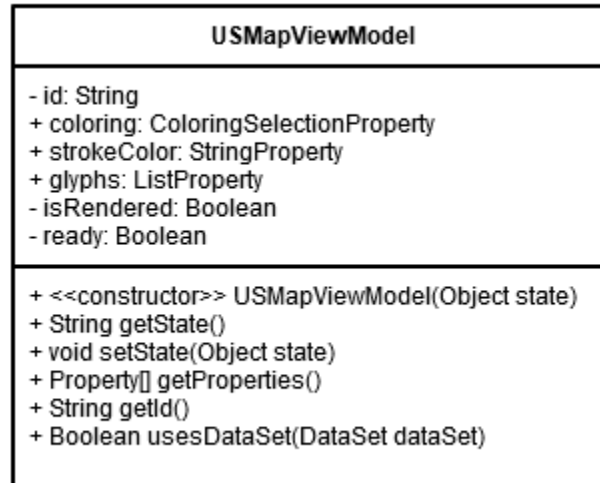 USMapViewModel
- id: String
+ coloring: ColoringSelectionProperty
+ strokeColor: StringProperty
+ glyphs: ListProperty
- isRendered: Boolean
- ready: Boolean
+ <<constructor>> USMapViewModel(Object state)
+ String getState()
+ void setState(Object state)
+ Property[] getProperties()
+ String getId()
+ Boolean usesDataSet(DataSet dataSet)